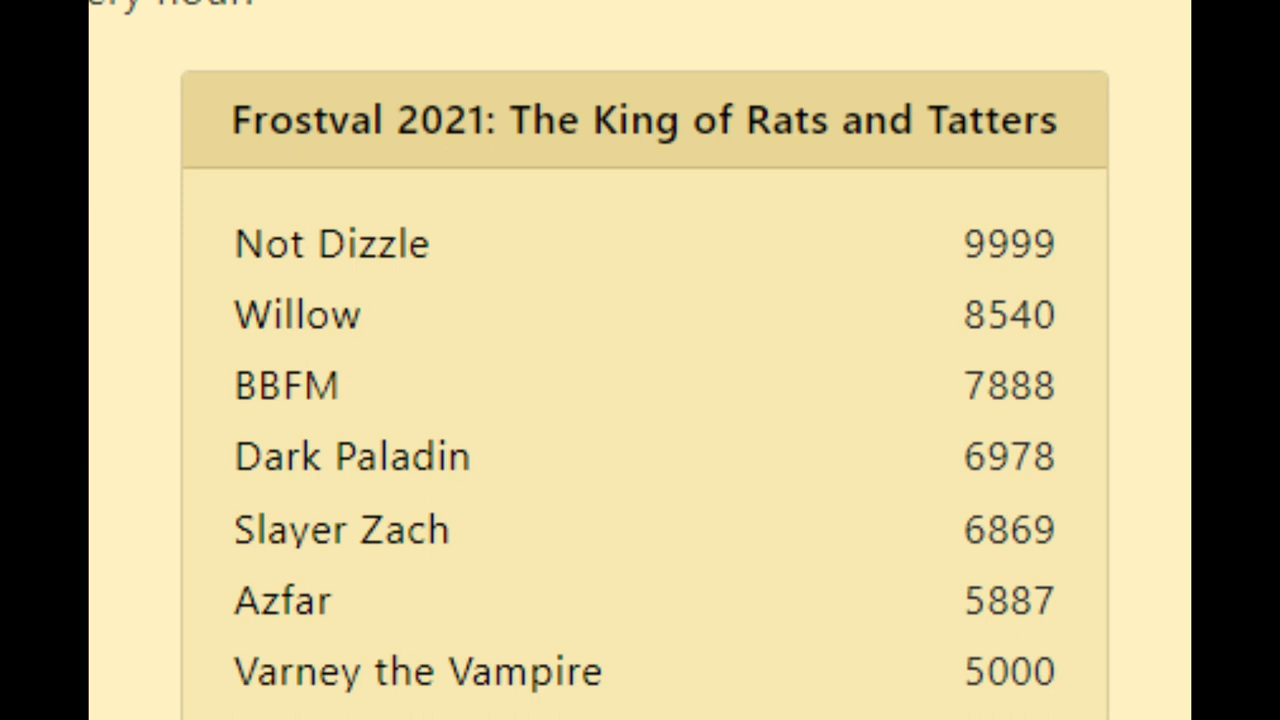 Frostval 2021: The King of Rats and Tatters
Not Dizzle 9999
Willow 8540
BBFM 7888
Dark Paladin 6978
Slayer Zach 6869
Azfar 5887
Varney the Vampire 5000